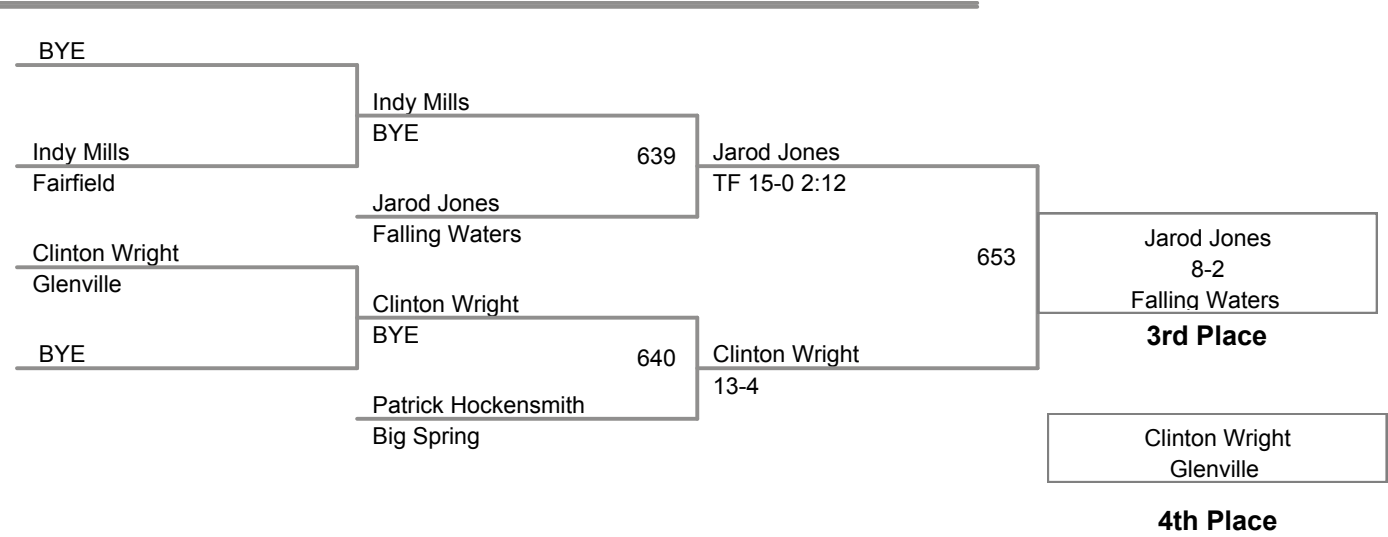 BYE
Indy Mills
BYE
Indy Mills
Fairfield
639
Jarod Jones
TF 15-0 2:12
Jarod Jones
Falling Waters
Clinton Wright
Glenville
653
Jarod Jones
8-2
Falling Waters
3rd Place
Clinton Wright
BYE
BYE
640
Clinton Wright
13-4
Patrick Hockensmith
Big Spring
Clinton Wright
Glenville
4th Place